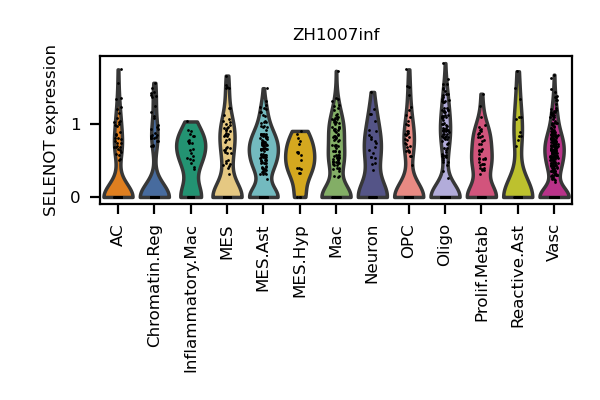 ZH1007inf
SELENOT expression
1
0
AC
Chromatin.Reg
Inflammatory.Mac
MES
MES.Ast
MES.Hyp
Mac
Neuron
OPC
Oligo
Prolif.Metab
Reactive.Ast
Vasc